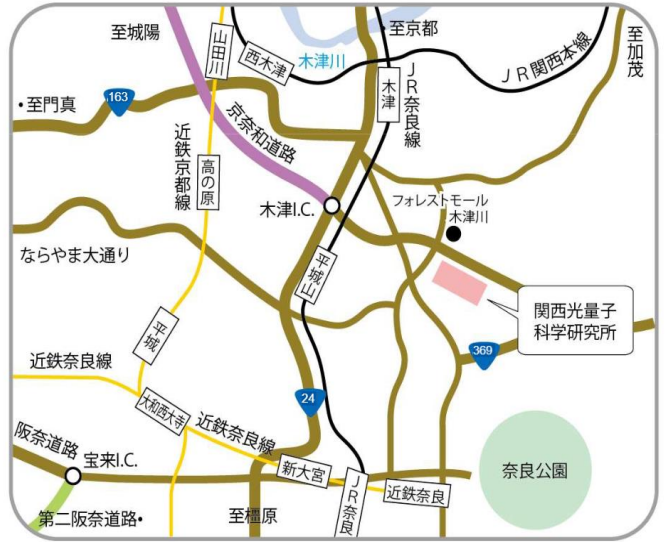 至城陽
山田川
西木津
木津川
至京都
JR関西本線
至加茂
・至門真
163
木津
JR奈良線
近鉄京都線
京奈和道路
高の原
フォレストモール
木津川
木津I.C.
ならやま大通り
平城山
関西光量子
科学研究所
平城
369
近鉄奈良線
大和西大寺
24
近鉄奈良線
阪奈道路
宝来I.C.
新大宮
奈良公園
近鉄奈良
JR奈良
第二阪奈道路・
至橿原